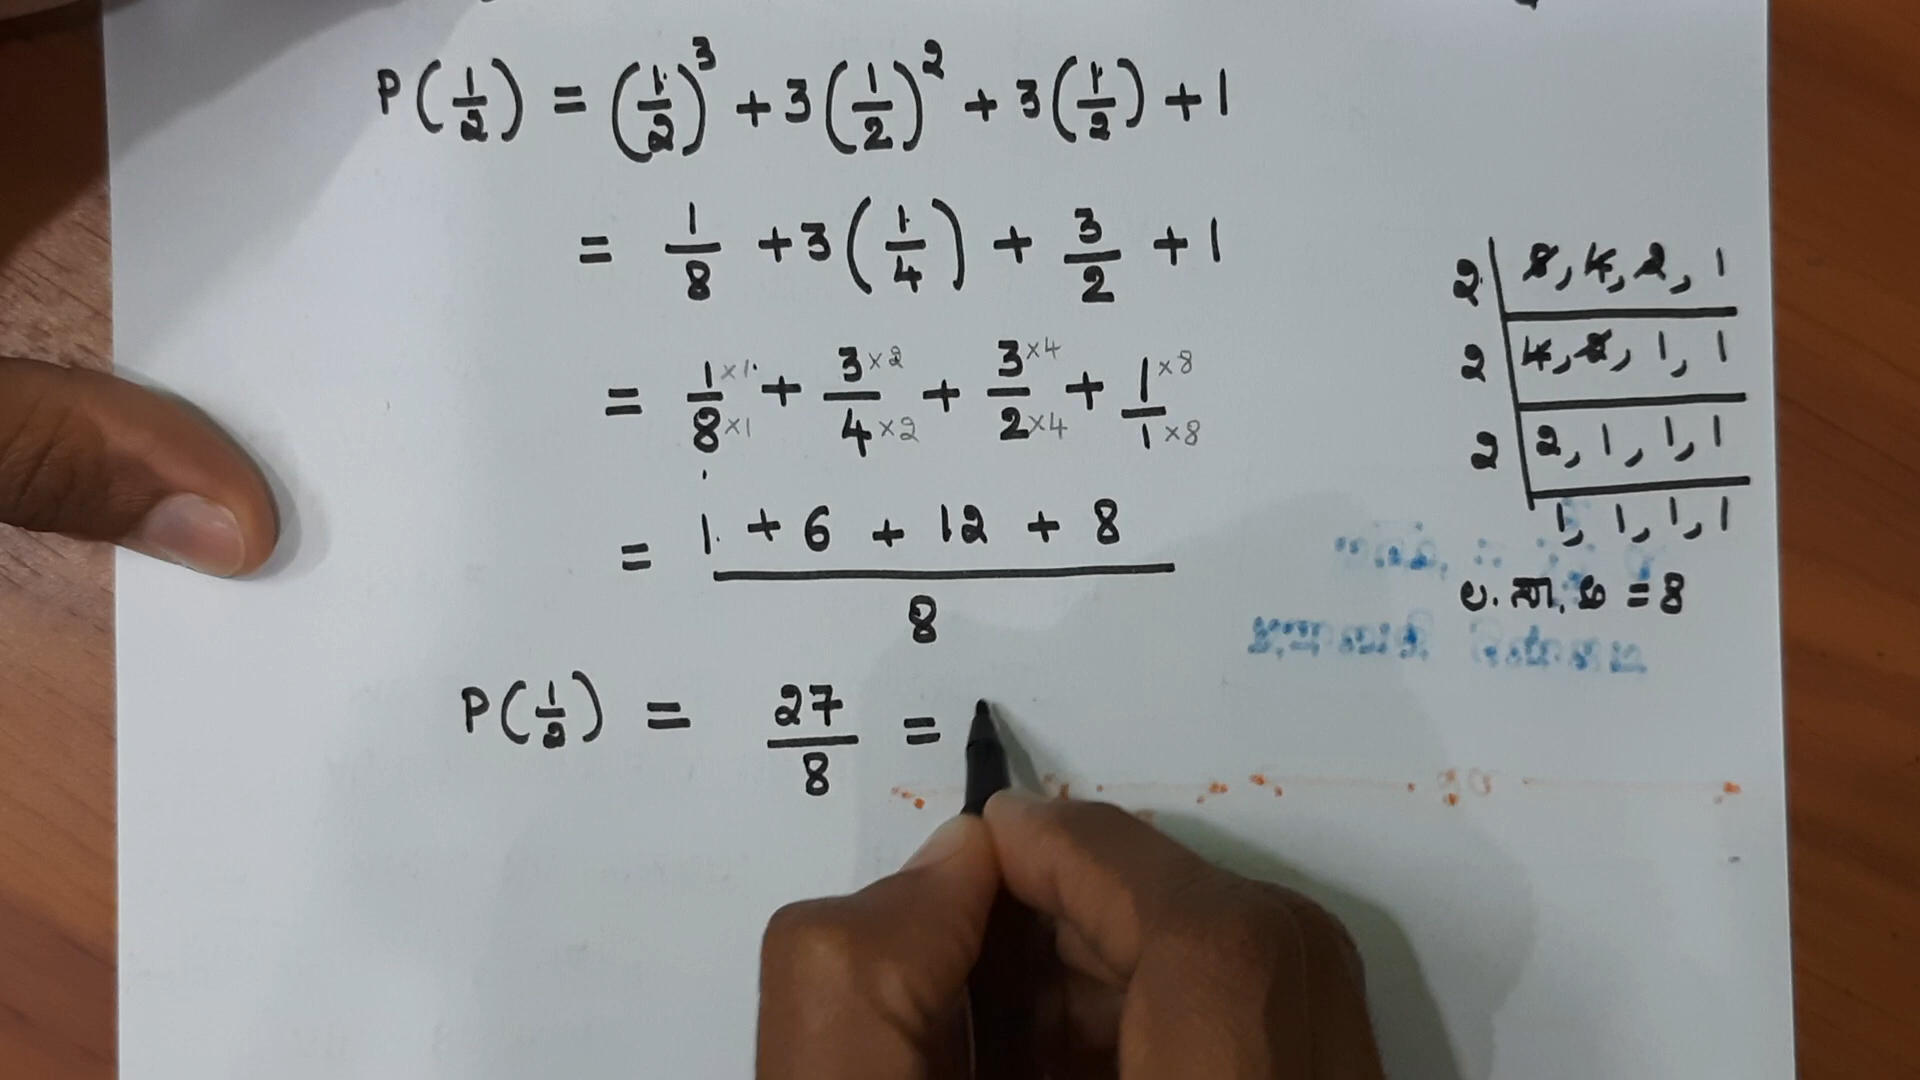 P(1/2) = (1/2)³ + 3(1/2)² + 3(1/2) + 1
= 1/8 + 3(1/4) + 3/2 + 1
= 1×1/8×1 + 3×2/4×2 + 3×4/2×4 + 1×8/1×8
= 1 + 6 + 12 + 8 / 8
P(1/2) = 27/8 =
2 | 8, 4, 2, 1
2 | 4, 2, 1, 1
2 | 2, 1, 1, 1
1, 1, 1, 1
ల.సా.అ = 8